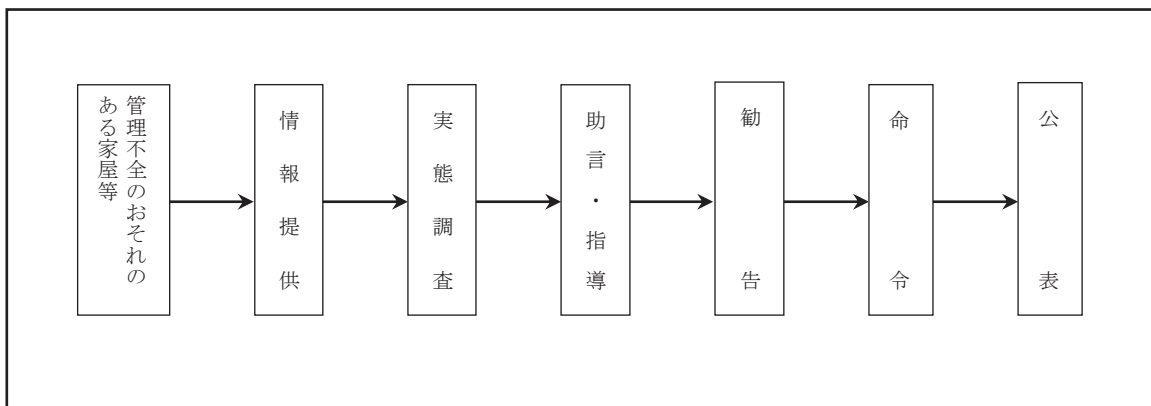 管理不全のおそれの
ある家屋等
情報提供
実態調査
助言・指導
勧告
命令
公表